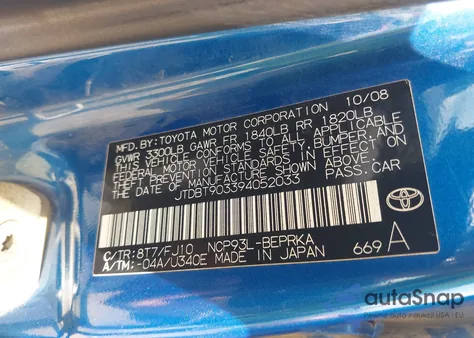 MFD. BY: TOYOTA MOTOR CORPORATION 10/08
GVWR 3300LB GAWR FR 1840LB RR 1820LB
THIS VEHICLE CONFORMS TO ALL APPLICABLE
FEDERAL MOTOR VEHICLE SAFETY, BUMPER, AND
THEFT PREVENTION STANDARDS IN EFFECT ON
THE DATE OF MANUFACTURE SHOWN ABOVE.
JTDBT903394052033 PASS. CAR
C/TR: 8T7/FJ10 NCP93L-BEPRKA
A/TM: -04A/U340E MADE IN JAPAN 669 A
autoSnap